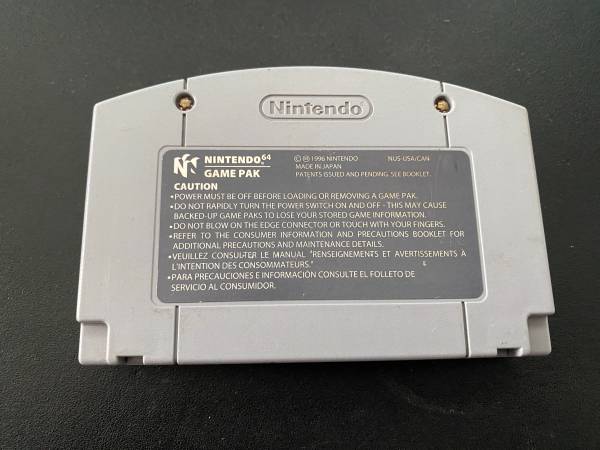 Nintendo
NINTENDO 64
GAME PAK
©Ⓟ 1996 NINTENDO NUS-USA/CAN
MADE IN JAPAN
PATENTS ISSUED AND PENDING. SEE BOOKLET.
CAUTION
•POWER MUST BE OFF BEFORE LOADING OR REMOVING A GAME PAK.
•DO NOT RAPIDLY TURN THE POWER SWITCH ON AND OFF - THIS MAY CAUSE
BACKED-UP GAME PAKS TO LOSE YOUR STORED GAME INFORMATION.
•DO NOT BLOW ON THE EDGE CONNECTOR OR TOUCH WITH YOUR FINGERS.
•REFER TO THE CONSUMER INFORMATION AND PRECAUTIONS BOOKLET FOR
ADDITIONAL PRECAUTIONS AND MAINTENANCE DETAILS.
•VEUILLEZ CONSULTER LE MANUAL "RENSEIGNEMENTS ET AVERTISSEMENTS À
L'INTENTION DES CONSOMMATEURS."
•PARA PRECAUCIONES E INFORMACIÓN CONSULTE EL FOLLETO DE
SERVICIO AL CONSUMIDOR.